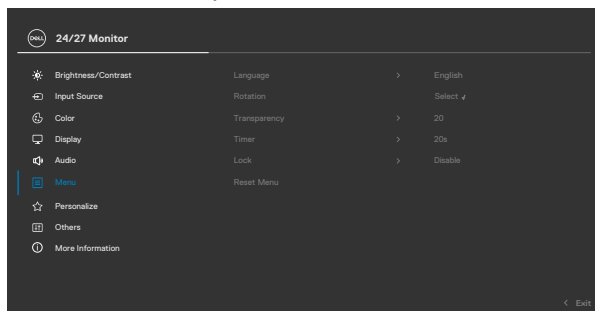 DELL 24/27 Monitor
Brightness/Contrast Language > English
Input Source Rotation Select
Color Transparency > 20
Display Timer > 20s
Audio Lock > Disable
Menu Reset Menu
Personalize
Others
More Information
< Exit